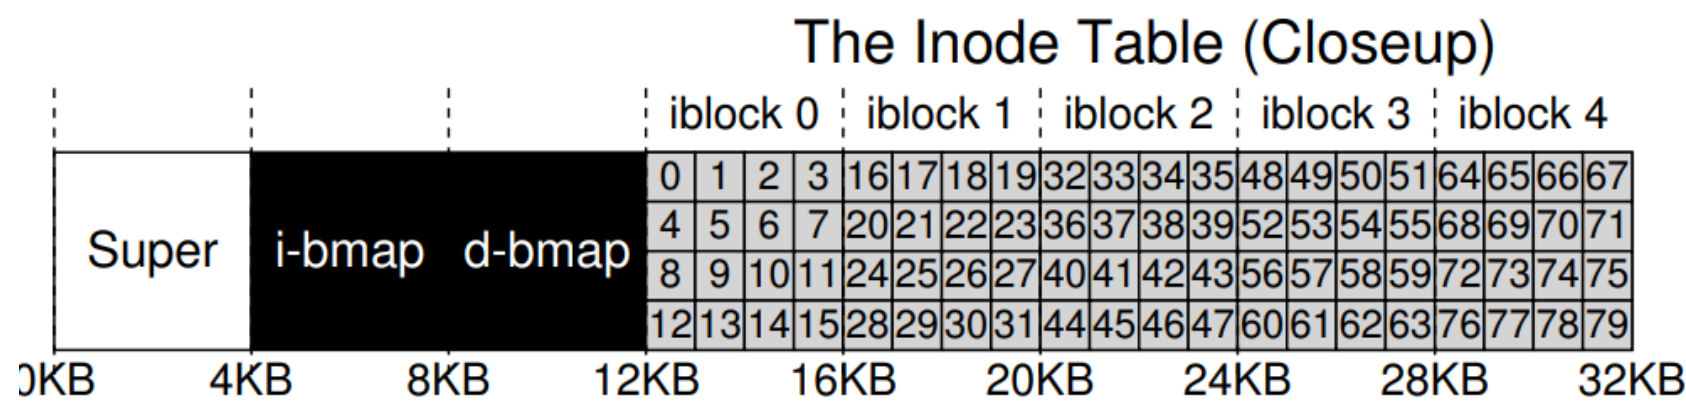 The Inode Table (Closeup)
iblock 0 iblock 1 iblock 2 iblock 3 iblock 4
0 1 2 3 16 17 18 19 32 33 34 35 48 49 50 51 64 65 66 67
4 5 6 7 20 21 22 23 36 37 38 39 52 53 54 55 68 69 70 71
Super i-bmap d-bmap
8 9 10 11 24 25 26 27 40 41 42 43 56 57 58 59 72 73 74 75
12 13 14 15 28 29 30 31 44 45 46 47 60 61 62 63 76 77 78 79
0KB 4KB 8KB 12KB 16KB 20KB 24KB 28KB 32KB